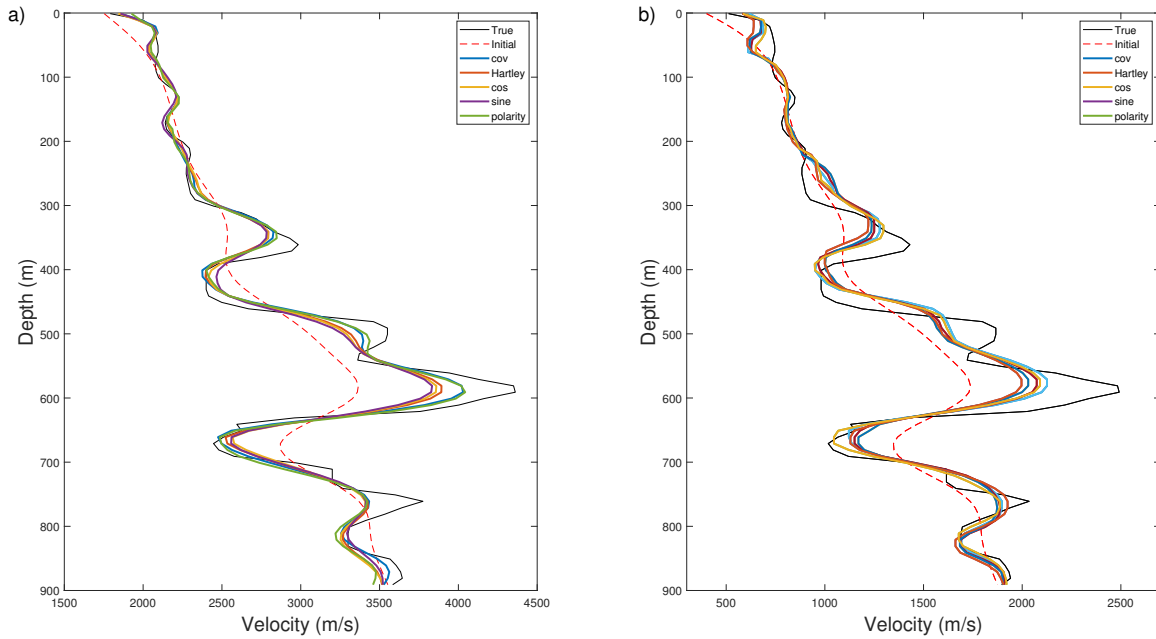 a)
0
100
200
300
400
500
600
700
800
900
Depth (m)
1500 2000 2500 3000 3500 4000 4500
Velocity (m/s)
True
Initial
cov
Hartley
cos
sine
polarity
b)
0
100
200
300
400
500
600
700
800
900
Depth (m)
500 1000 1500 2000 2500
Velocity (m/s)
True
Initial
cov
Hartley
cos
sine
polarity